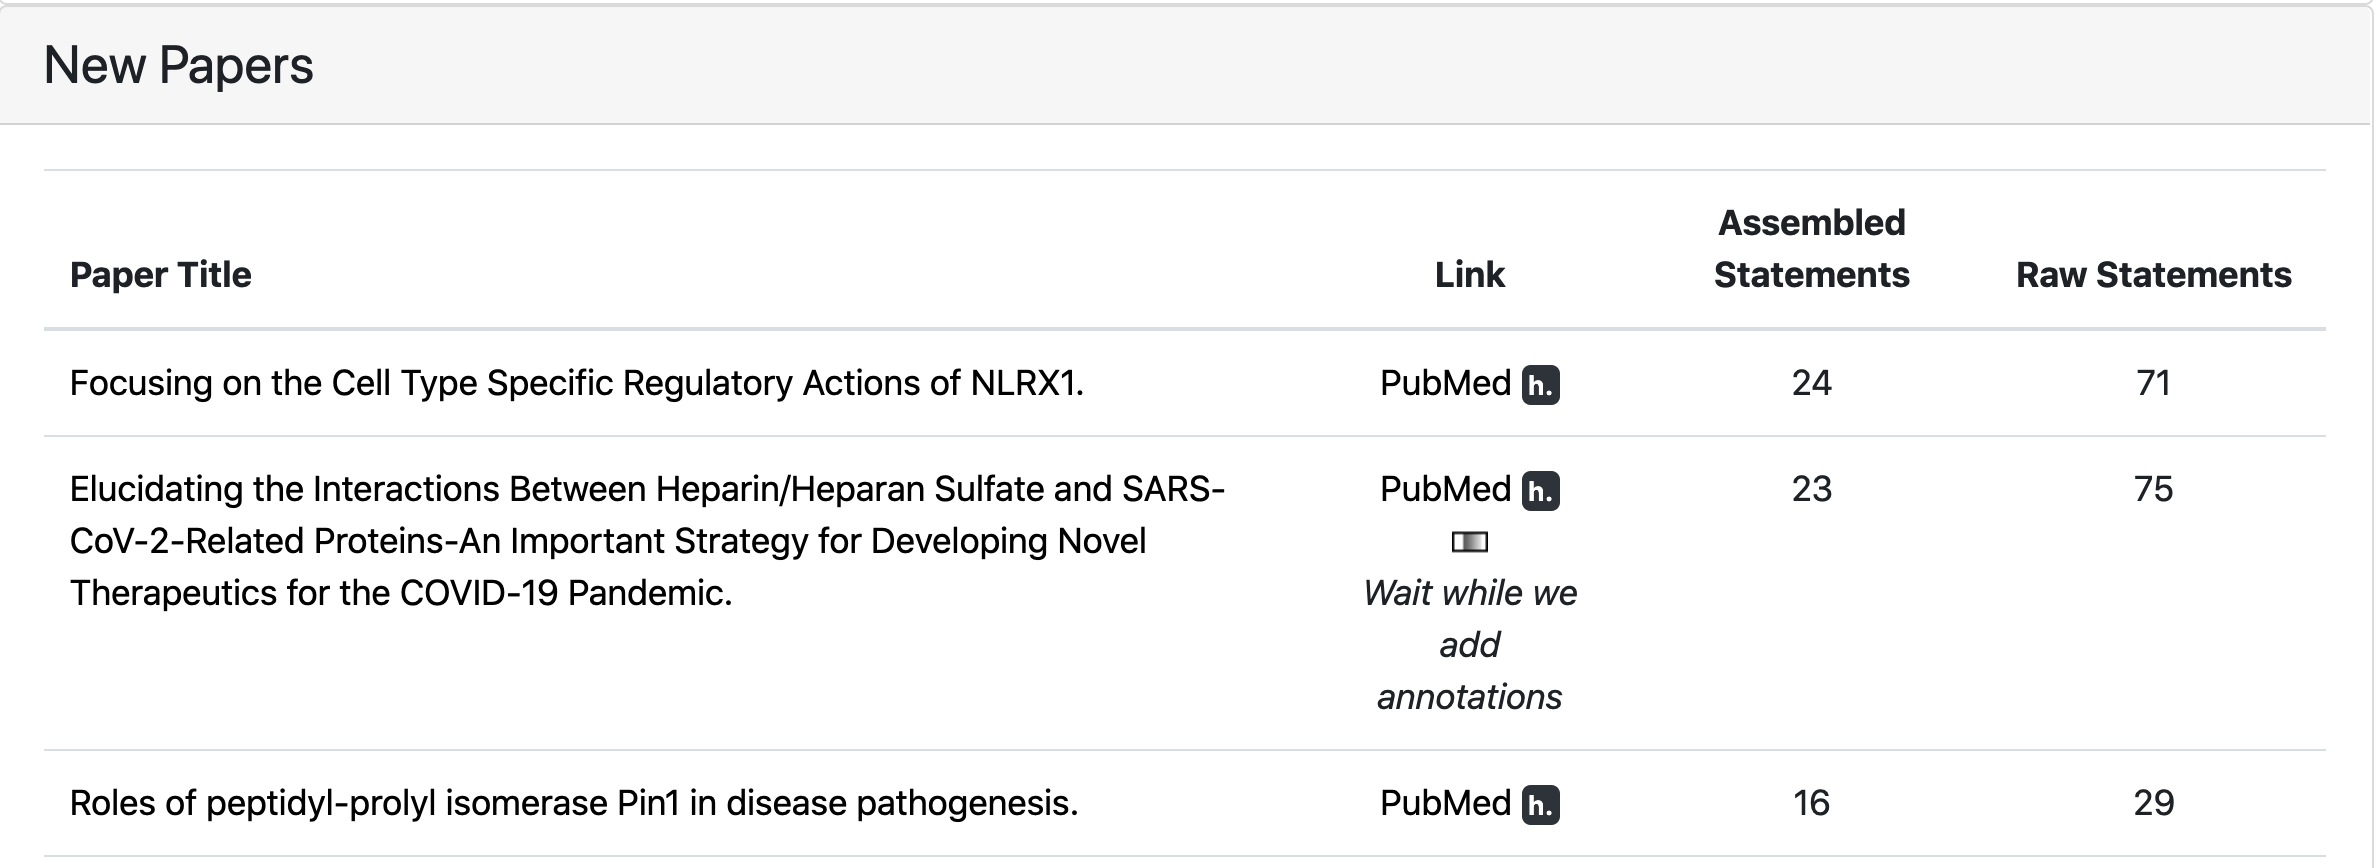 New Papers
Assembled
Paper Title Link Statements Raw Statements
Focusing on the Cell Type Specific Regulatory Actions of NLRX1. PubMed h. 24 71
Elucidating the Interactions Between Heparin/Heparan Sulfate and SARS- PubMed h. 23 75
CoV-2-Related Proteins-An Important Strategy for Developing Novel
Therapeutics for the COVID-19 Pandemic. Wait while we
add
annotations
Roles of peptidyl-prolyl isomerase Pin1 in disease pathogenesis. PubMed h. 16 29